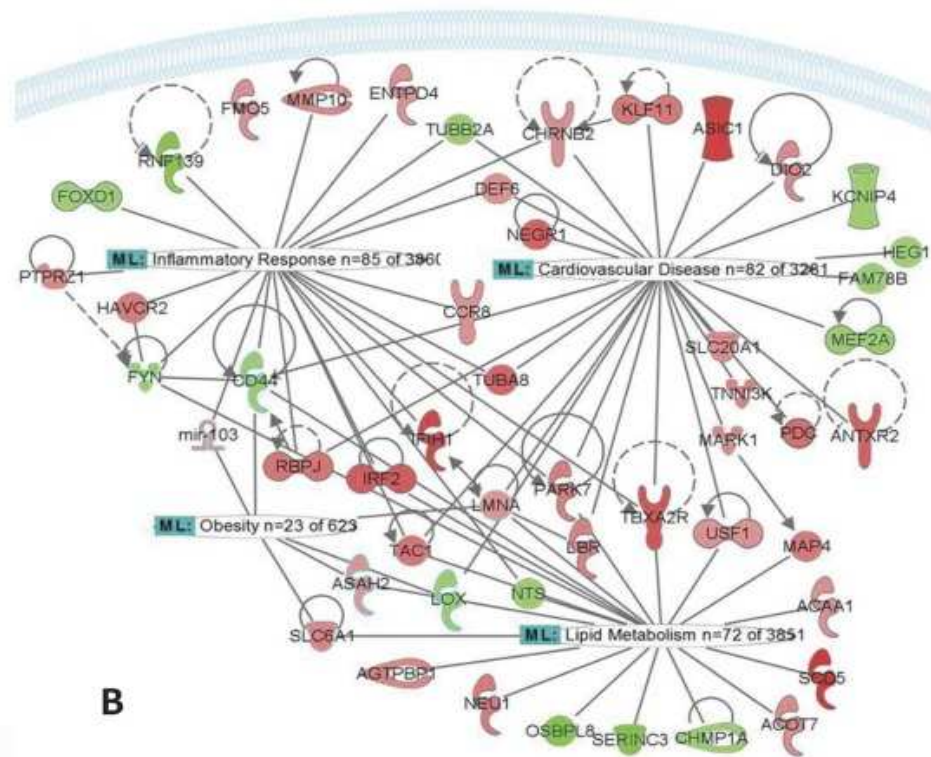 FMO5
MMP10
ENTPD4
RNF139
TUBB2A
CHRNB2
KLF11
ASIC1
DIO2
FOXD1
DEF6
KCNIP4
NEGR1
HEG1
ML: Inflammatory Response n=85 of 3860
ML: Cardiovascular Disease n=82 of 3281
PTPRZ1
FAM78B
HAVCR2
CCR8
MEF2A
SLC20A1
FYN
CD44
TUBA8
TNNI3K
mir-103
MARK1
PDC
ANTXR2
RBPJ
IRF2
IFIH1
LMNA
PARK7
TBXA2R
USF1
ML: Obesity n=23 of 623
TAC1
LBR
MAP4
ASAH2
LOX
NTS
ACAA1
SLC6A1
ML: Lipid Metabolism n=72 of 3851
AGTPBP1
SCD5
B
NEU1
OSBPL8
SERINC3
CHMP1A
ACOT7